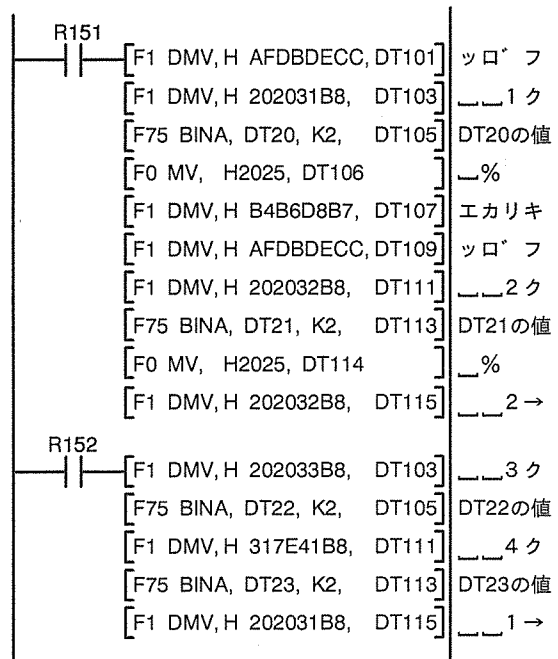 R151
F1 DMV, H AFDBDECC, DT101 ッロ゛フ
F1 DMV, H 202031B8, DT103 ⎵⎵1ク
F75 BINA, DT20, K2, DT105 DT20の値
F0 MV, H2025, DT106 ⎵%
F1 DMV, H B4B6D8B7, DT107 エカリキ
F1 DMV, H AFDBDECC, DT109 ッロ゛フ
F1 DMV, H 202032B8, DT111 ⎵⎵2ク
F75 BINA, DT21, K2, DT113 DT21の値
F0 MV, H2025, DT114 ⎵%
F1 DMV, H 202032B8, DT115 ⎵⎵2→
R152
F1 DMV, H 202033B8, DT103 ⎵⎵3ク
F75 BINA, DT22, K2, DT105 DT22の値
F1 DMV, H 317E41B8, DT111 ⎵⎵4ク
F75 BINA, DT23, K2, DT113 DT23の値
F1 DMV, H 202031B8, DT115 ⎵⎵1→